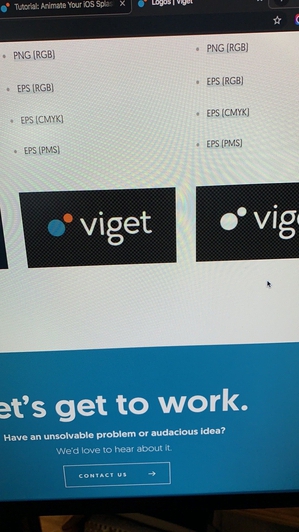 Tutorial: Animate Your iOS Splas
Logos | Viget
PNG (RGB)
EPS (RGB)
EPS (CMYK)
EPS (PMS)
PNG (RGB)
EPS (RGB)
EPS (CMYK)
EPS (PMS)
viget
vig
et's get to work.
Have an unsolvable problem or audacious idea?
We'd love to hear about it.
CONTACT US